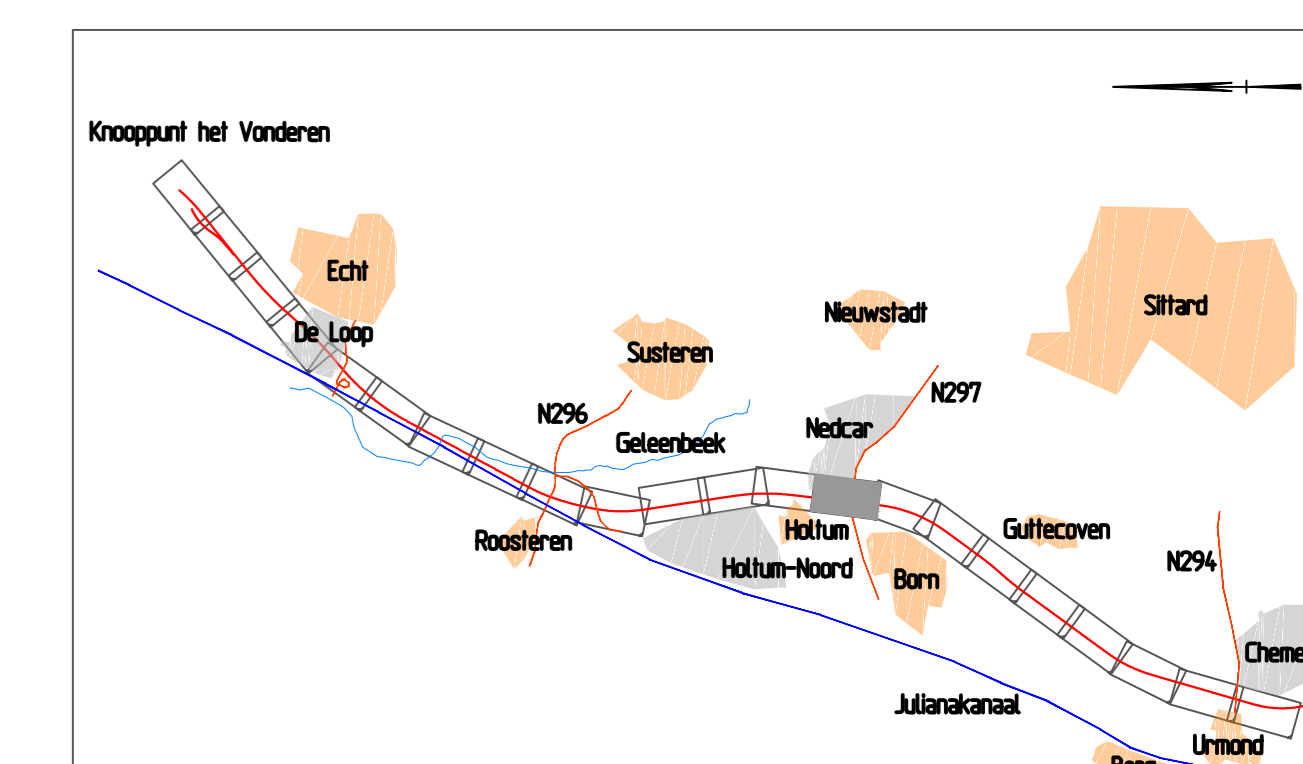 Knooppunt het Vonderen
Echt
Sittard
Nieuwstadt
De Loop
Susteren
N297
N296
Nedcar
Geleenbeek
Holtum
Guttecoven
Roosteren
N294
Holtum-Noord
Born
Cheme
Julianakanaal
Urmond